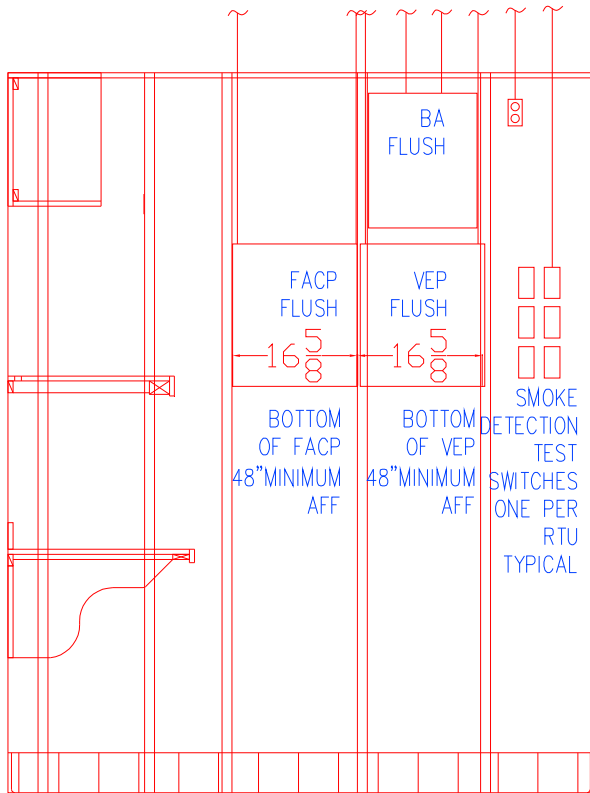 BA
FLUSH
FACP
FLUSH
16 5/8
VEP
FLUSH
16 5/8
BOTTOM
OF FACP
48"MINIMUM
AFF
BOTTOM
OF VEP
48"MINIMUM
AFF
SMOKE
DETECTION
TEST
SWITCHES
ONE PER
RTU
TYPICAL